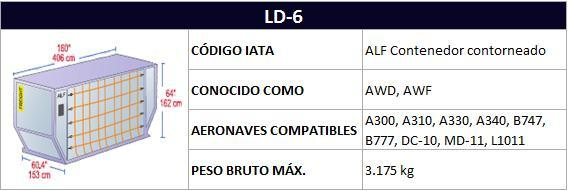 LD-6
160"
406 cm
ALF
FREIGHT
64"
162 cm
60,4"
153 cm
CÓDIGO IATA
ALF Contenedor contorneado
CONOCIDO COMO
AWD, AWF
AERONAVES COMPATIBLES
A300, A310, A330, A340, B747,
B777, DC-10, MD-11, L1011
PESO BRUTO MÁX.
3.175 kg